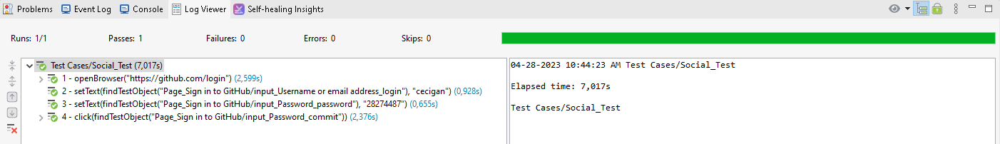 Problems Event Log Console Log Viewer Self-healing Insights
Runs: 1/1 Passes: 1 Failures: 0 Errors: 0 Skips: 0
Test Cases/Social_Test (7,017s)
1 - openBrowser("https://github.com/login") (2,599s)
2 - setText(findTestObject("Page_Sign in to GitHub/input_Username or email address_login"), "cecigan") (0,928s)
3 - setText(findTestObject("Page_Sign in to GitHub/input_Password_password"), "28274487") (0,655s)
4 - click(findTestObject("Page_Sign in to GitHub/input_Password_commit")) (2,376s)
04-28-2023 10:44:23 AM Test Cases/Social_Test
Elapsed time: 7,017s
Test Cases/Social_Test